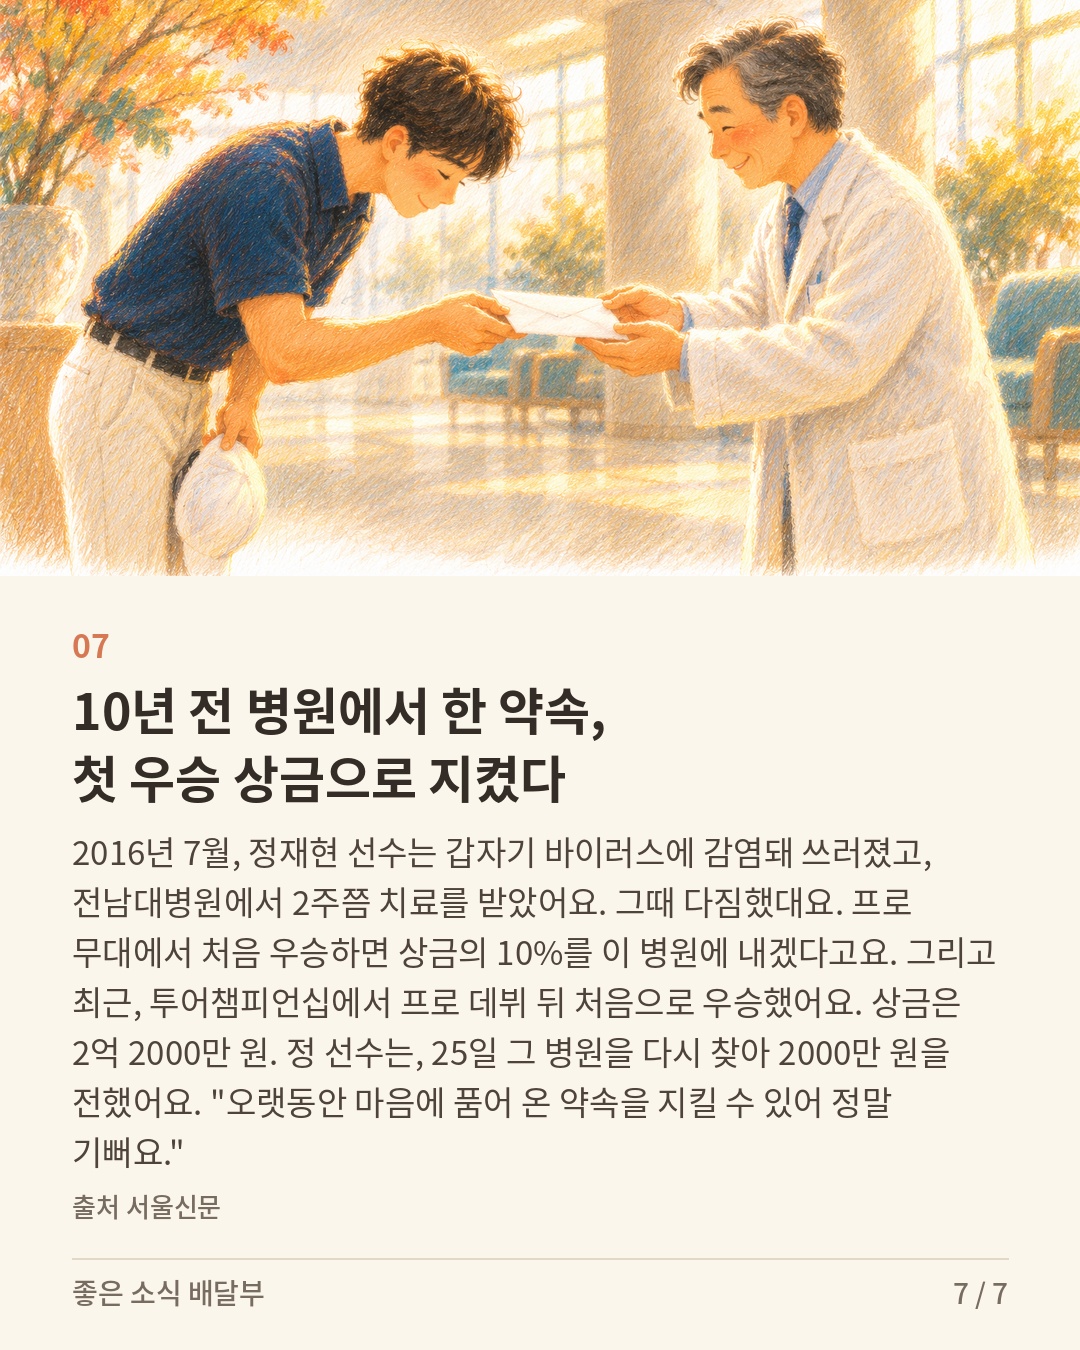 07
10년 전 병원에서 한 약속,
첫 우승 상금으로 지켰다
2016년 7월, 정재현 선수는 갑자기 바이러스에 감염돼 쓰러졌고,
전남대병원에서 2주쯤 치료를 받았어요. 그때 다짐했대요. 프로
무대에서 처음 우승하면 상금의 10%를 이 병원에 내겠다고요. 그리고
최근, 투어챔피언십에서 프로 데뷔 뒤 처음으로 우승했어요. 상금은
2억 2000만 원. 정 선수는, 25일 그 병원을 다시 찾아 2000만 원을
전했어요. "오랫동안 마음에 품어 온 약속을 지킬 수 있어 정말
기뻐요."
출처 서울신문
좋은 소식 배달부
7 / 7